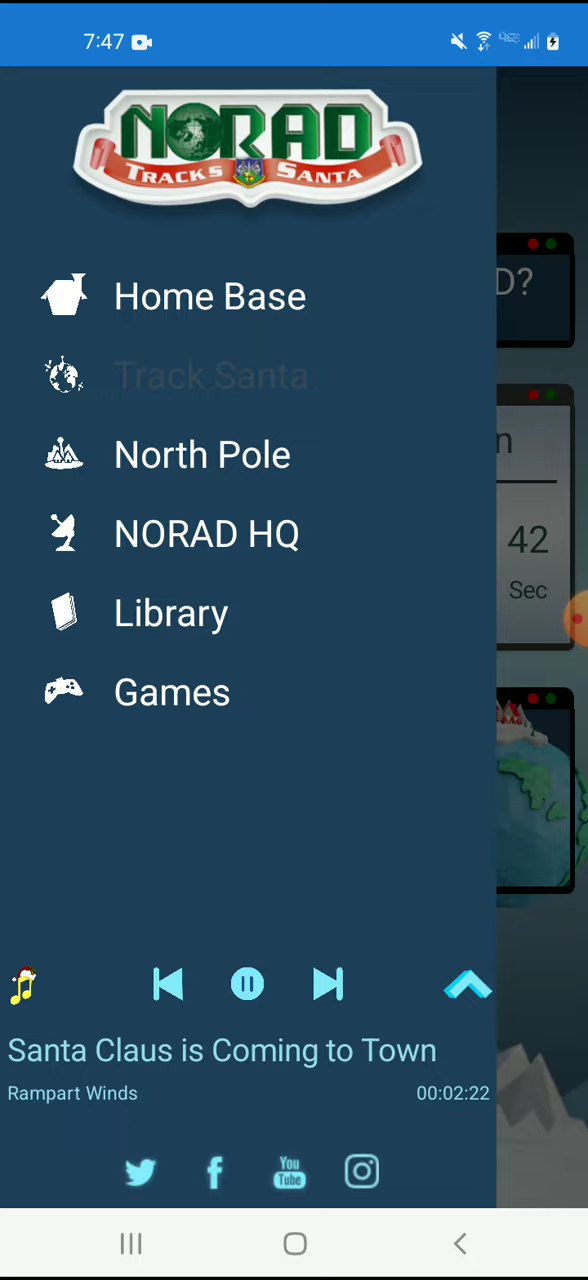 7:47
NORAD
TRACKS SANTA
Home Base
D?
Track Santa
n
North Pole
NORAD HQ
42
Sec
Library
Games
Santa Claus is Coming to Town
Rampart Winds
00:02:22
You
Tube